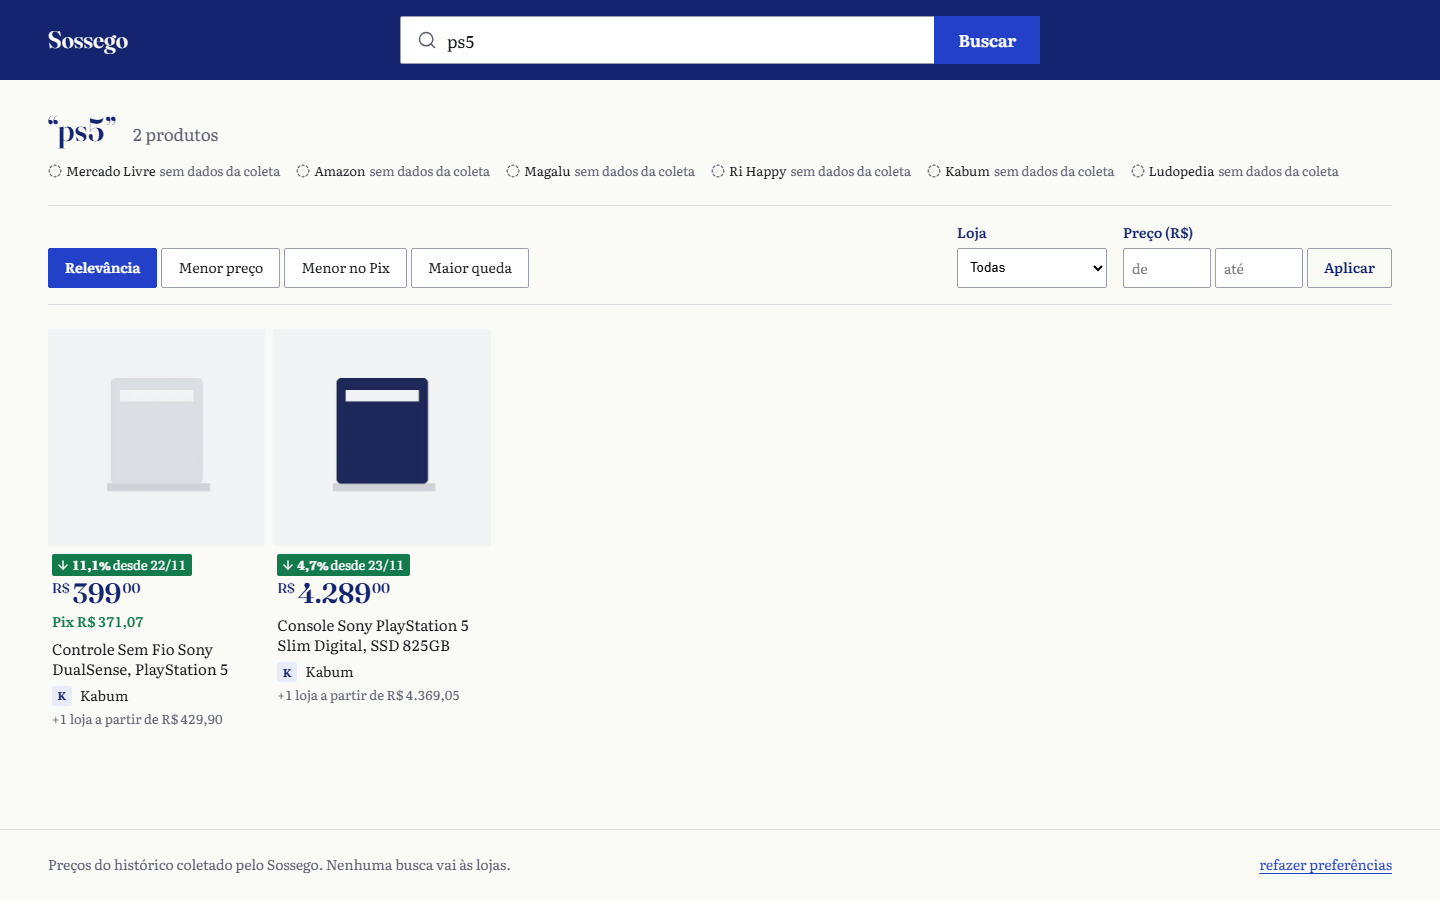 Sossego
ps5
Buscar
“ps5” 2 produtos
Mercado Livre sem dados da coleta Amazon sem dados da coleta Magalu sem dados da coleta Ri Happy sem dados da coleta Kabum sem dados da coleta Ludopedia sem dados da coleta
Loja
Preço (R$)
Relevância Menor preço Menor no Pix Maior queda
Todas
de
até
Aplicar
↓ 11,1% desde 22/11
R$ 399 00
Pix R$ 371,07
Controle Sem Fio Sony
DualSense, PlayStation 5
K Kabum
+1 loja a partir de R$ 429,90
↓ 4,7% desde 23/11
R$ 4.289 00
Console Sony PlayStation 5
Slim Digital, SSD 825GB
K Kabum
+1 loja a partir de R$ 4.369,05
Preços do histórico coletado pelo Sossego. Nenhuma busca vai às lojas.
refazer preferências